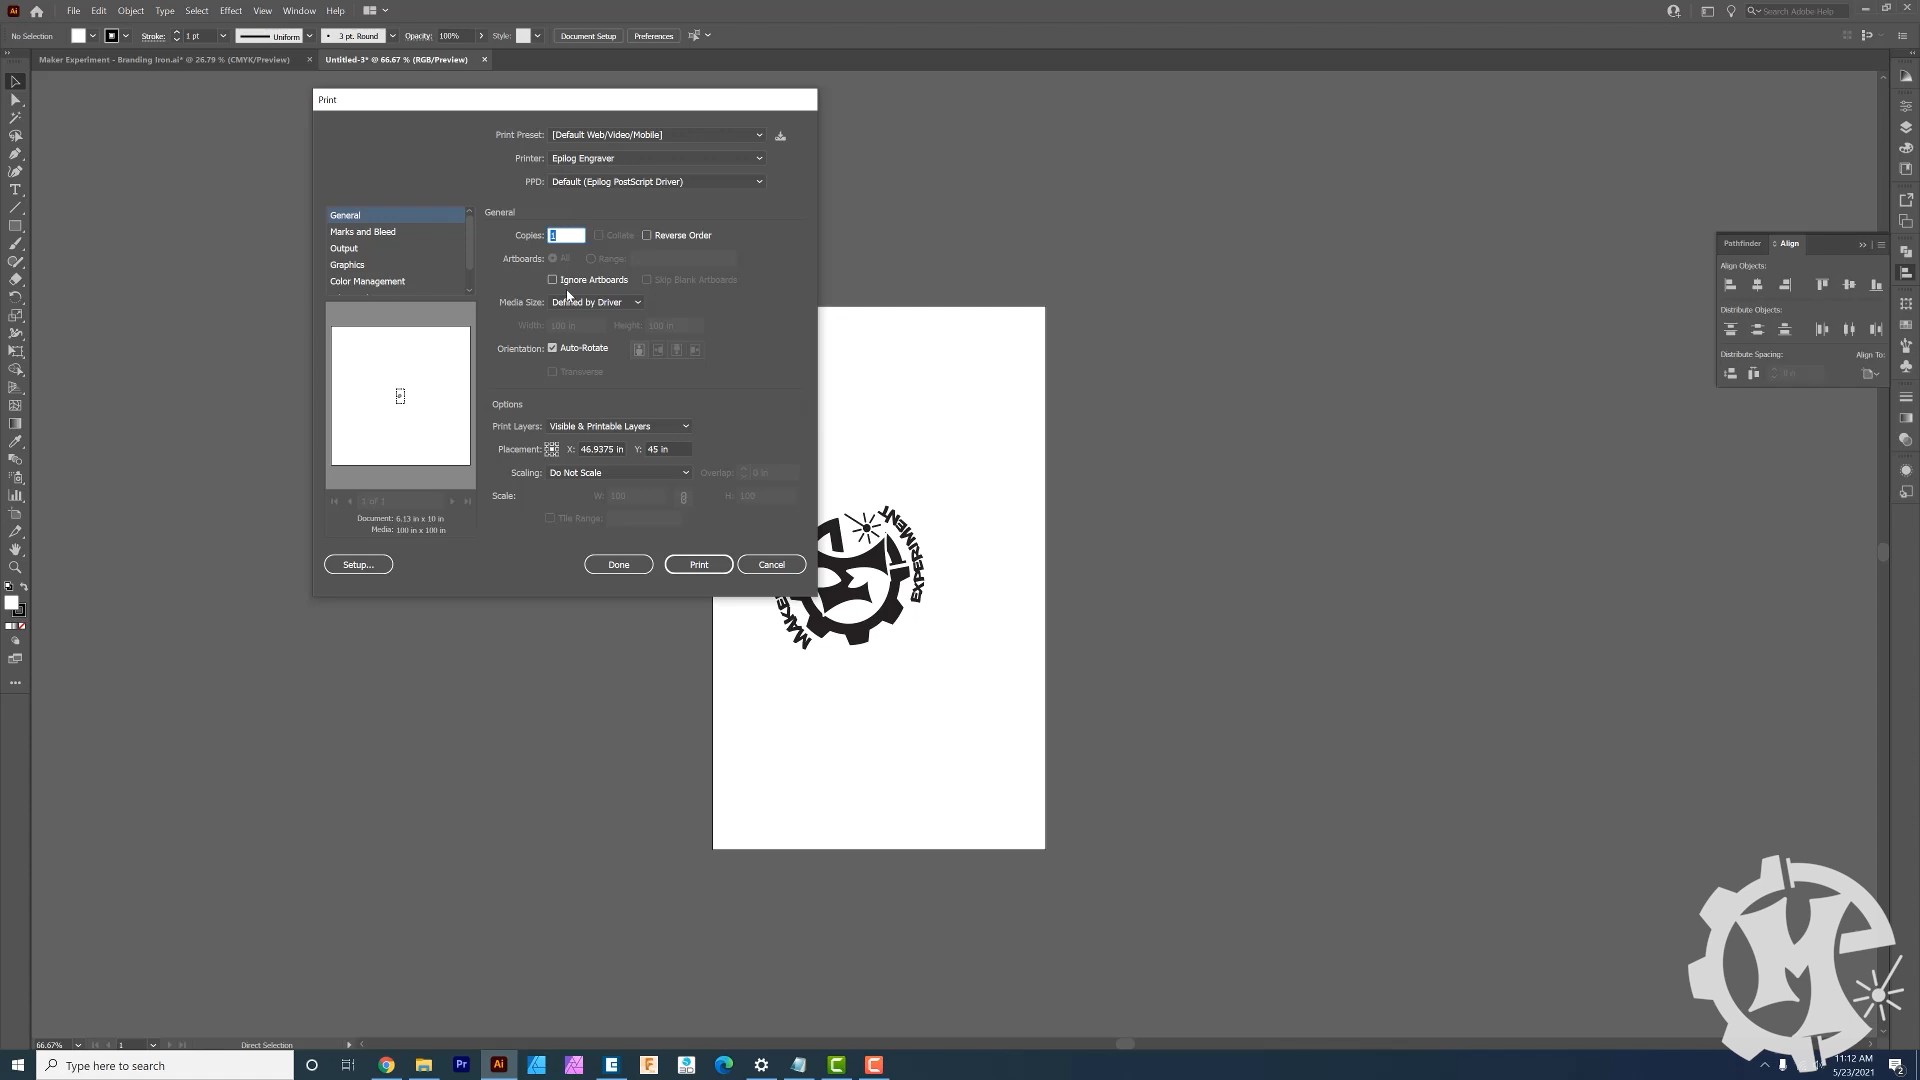 File Edit Object Type Select Effect View Window Help
Search Adobe Help
No Selection Stroke: 1 pt Uniform 3 pt. Round Opacity: 100% Style: Document Setup Preferences
Maker Experiment - Branding Iron.ai* @ 26.79 % (CMYK/Preview) Untitled-3* @ 66.67 % (RGB/Preview)
Print
Print Preset: [Default Web/Video/Mobile]
Printer: Epilog Engraver
PPD: Default (Epilog PostScript Driver)
General
Marks and Bleed
Output
Graphics
Color Management
General
Copies: 1 Collate Reverse Order
Artboards: All Range:
Ignore Artboards Skip Blank Artboards
Media Size: Defined by Driver
Width: 100 in Height: 100 in
Orientation: Auto-Rotate
Transverse
Options
Print Layers: Visible & Printable Layers
Placement: X: 46.9375 in Y: 45 in
Scaling: Do Not Scale Overlap: 0 in
Scale: W: 100 H: 100
Tile Range:
1 of 1
Document: 6.13 in x 10 in
Media: 100 in x 100 in
Setup... Done Print Cancel
MAKER EXPERIMENT
Pathfinder Align
Align Objects:
Distribute Objects:
Distribute Spacing: Align To:
0 in
66.67% 1 Direct Selection
Type here to search
Pr Ai
11:12 AM
5/23/2021